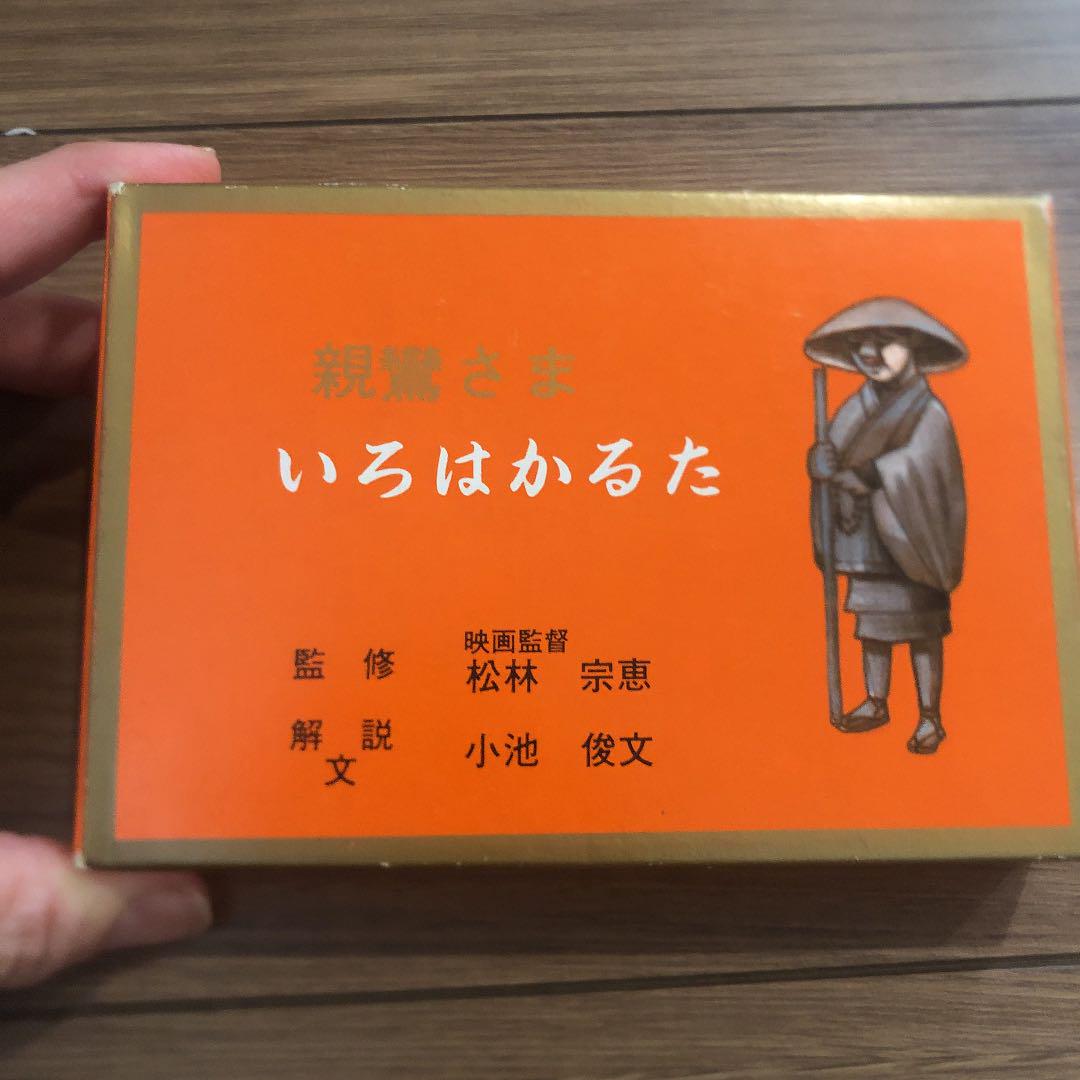 親鸞さま
いろはかるた
監修 映画監督 松林 宗恵
解説文 小池 俊文